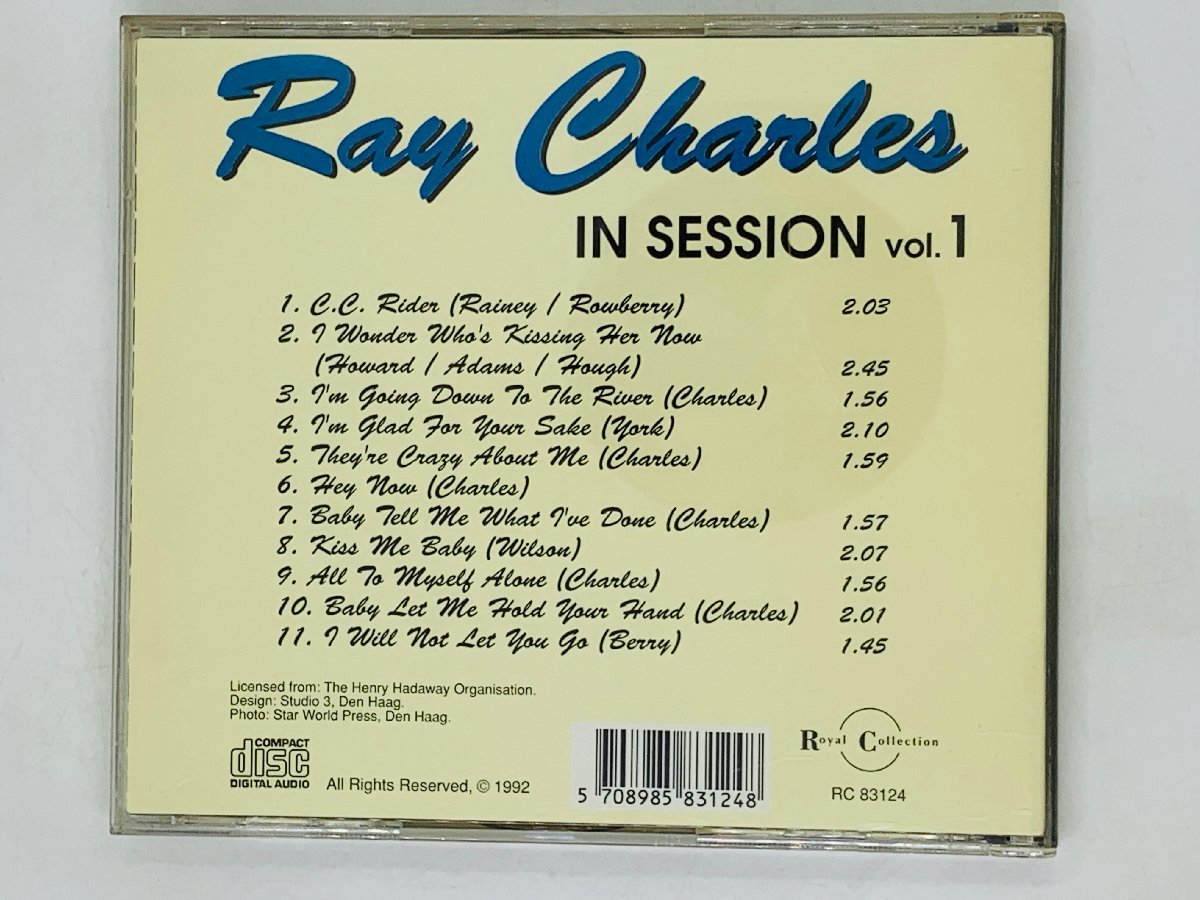 Ray Charles
IN SESSION vol. 1
1. C.C. Rider (Rainey / Rowberry) 2.03
2. I Wonder Who's Kissing Her Now
(Howard / Adams / Hough) 2.45
3. I'm Going Down To The River (Charles) 1.56
4. I'm Glad For Your Sake (York) 2.10
5. They're Crazy About Me (Charles) 1.59
6. Hey Now (Charles)
7. Baby Tell Me What I've Done (Charles) 1.57
8. Kiss Me Baby (Wilson) 2.07
9. All To Myself Alone (Charles) 1.56
10. Baby Let Me Hold Your Hand (Charles) 2.01
11. I Will Not Let You Go (Berry) 1.45
Licensed from: The Henry Hadaway Organisation.
Design: Studio 3, Den Haag.
Photo: Star World Press, Den Haag.
COMPACT
disc
DIGITAL AUDIO
All Rights Reserved, © 1992
5 708985 831248
Royal Collection
RC 83124